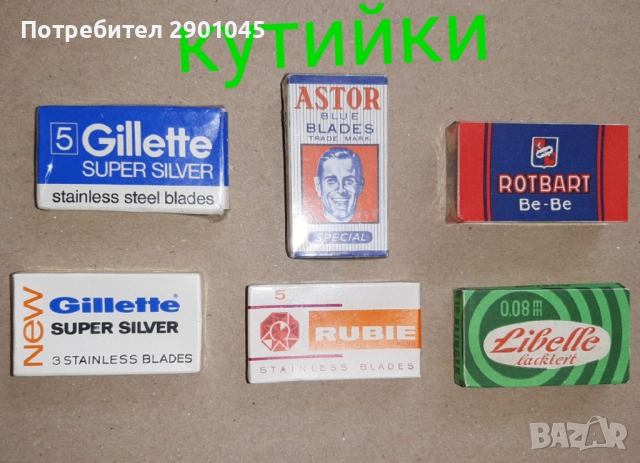 Потребител 2901045
кутийки
5 Gillette
SUPER SILVER
stainless steel blades
ASTOR
BLUE
BLADES
TRADE MARK
SPECIAL
ROTBART
Be-Be
NEW
Gillette®
SUPER SILVER
3 STAINLESS BLADES
5
RUBIE
STAINLESS BLADES
0.08 mm
Libelle
lackiert
BAZAR